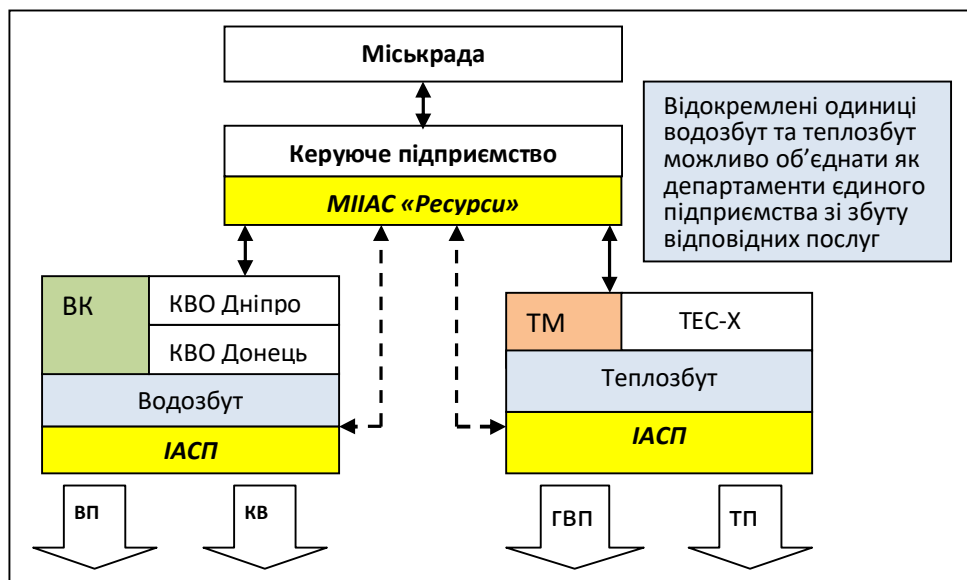 Міськрада
Керуюче підприємство
МІІАС «Ресурси»
Відокремлені одиниці
водозбут та теплозбут
можливо об’єднати як
департаменти єдиного
підприємства зі збуту
відповідних послуг
ВК
КВО Дніпро
КВО Донець
Водозбут
ІАСП
ТМ
ТЕС-Х
Теплозбут
ІАСП
ВП
КВ
ГВП
ТП